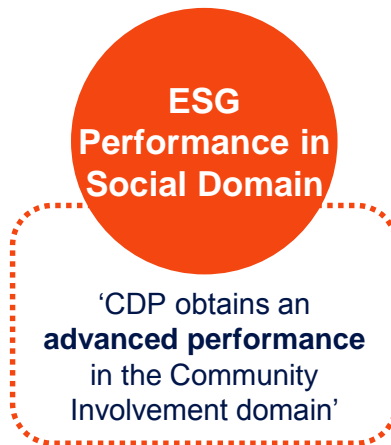 ESG
Performance in
Social Domain
‘CDP obtains an
advanced performance
in the Community
Involvement domain’